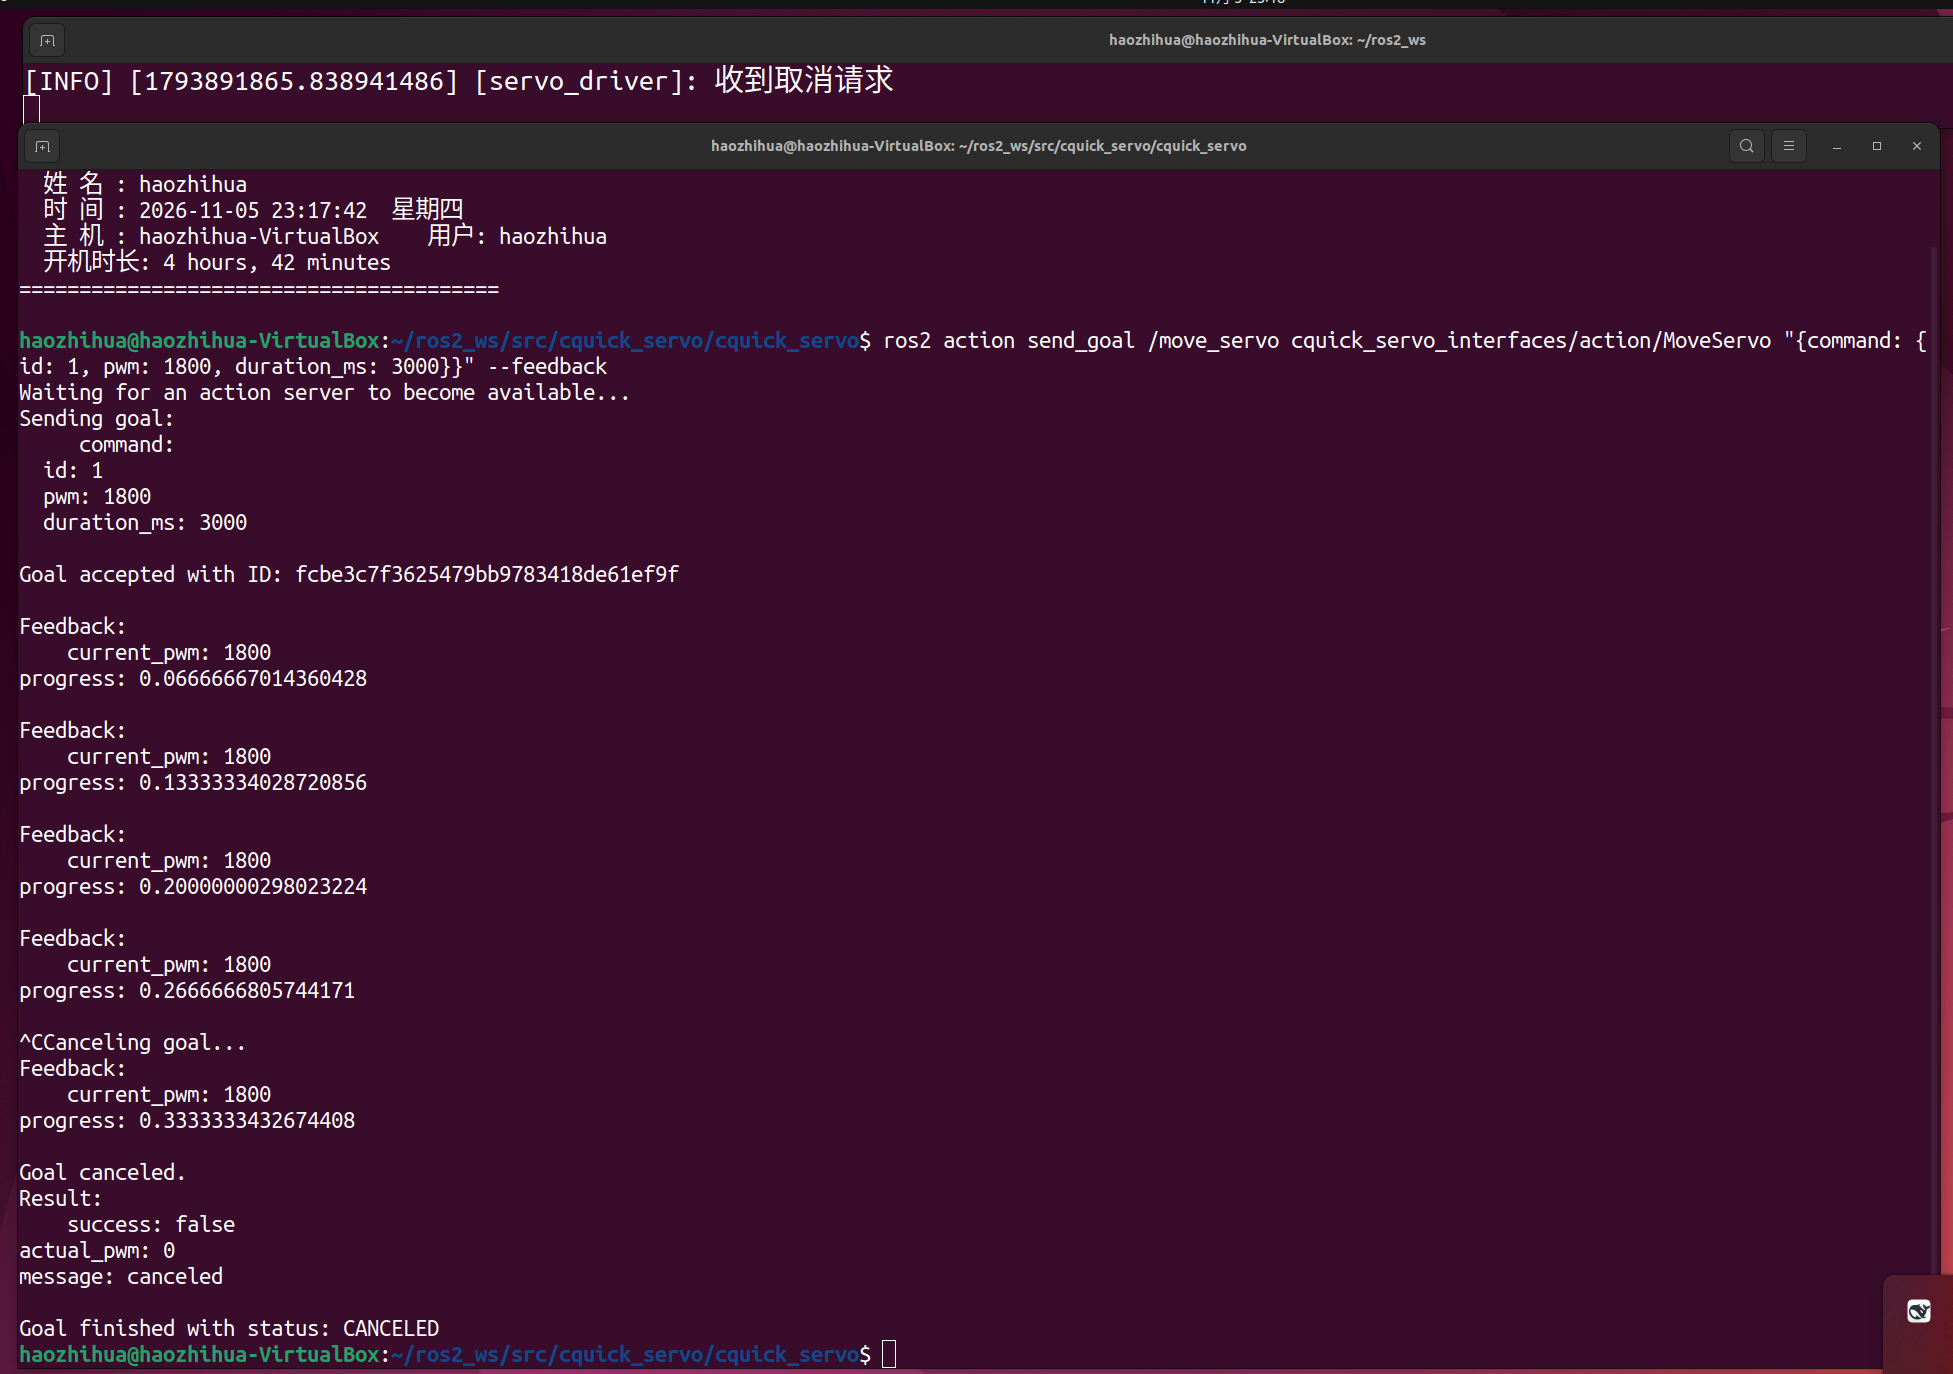 haozhihua@haozhihua-VirtualBox: ~/ros2_ws
[INFO] [1793891865.838941486] [servo_driver]: 收到取消请求
haozhihua@haozhihua-VirtualBox: ~/ros2_ws/src/cquick_servo/cquick_servo
姓 名 : haozhihua
时 间 : 2026-11-05 23:17:42 星期四
主 机 : haozhihua-VirtualBox 用户: haozhihua
开机时长: 4 hours, 42 minutes
========================================
haozhihua@haozhihua-VirtualBox:~/ros2_ws/src/cquick_servo/cquick_servo$ ros2 action send_goal /move_servo cquick_servo_interfaces/action/MoveServo "{command: {
id: 1, pwm: 1800, duration_ms: 3000}}" --feedback
Waiting for an action server to become available...
Sending goal:
command:
id: 1
pwm: 1800
duration_ms: 3000
Goal accepted with ID: fcbe3c7f3625479bb9783418de61ef9f
Feedback:
current_pwm: 1800
progress: 0.06666667014360428
Feedback:
current_pwm: 1800
progress: 0.13333334028720856
Feedback:
current_pwm: 1800
progress: 0.20000000298023224
Feedback:
current_pwm: 1800
progress: 0.2666666805744171
^CCanceling goal...
Feedback:
current_pwm: 1800
progress: 0.3333333432674408
Goal canceled.
Result:
success: false
actual_pwm: 0
message: canceled
Goal finished with status: CANCELED
haozhihua@haozhihua-VirtualBox:~/ros2_ws/src/cquick_servo/cquick_servo$